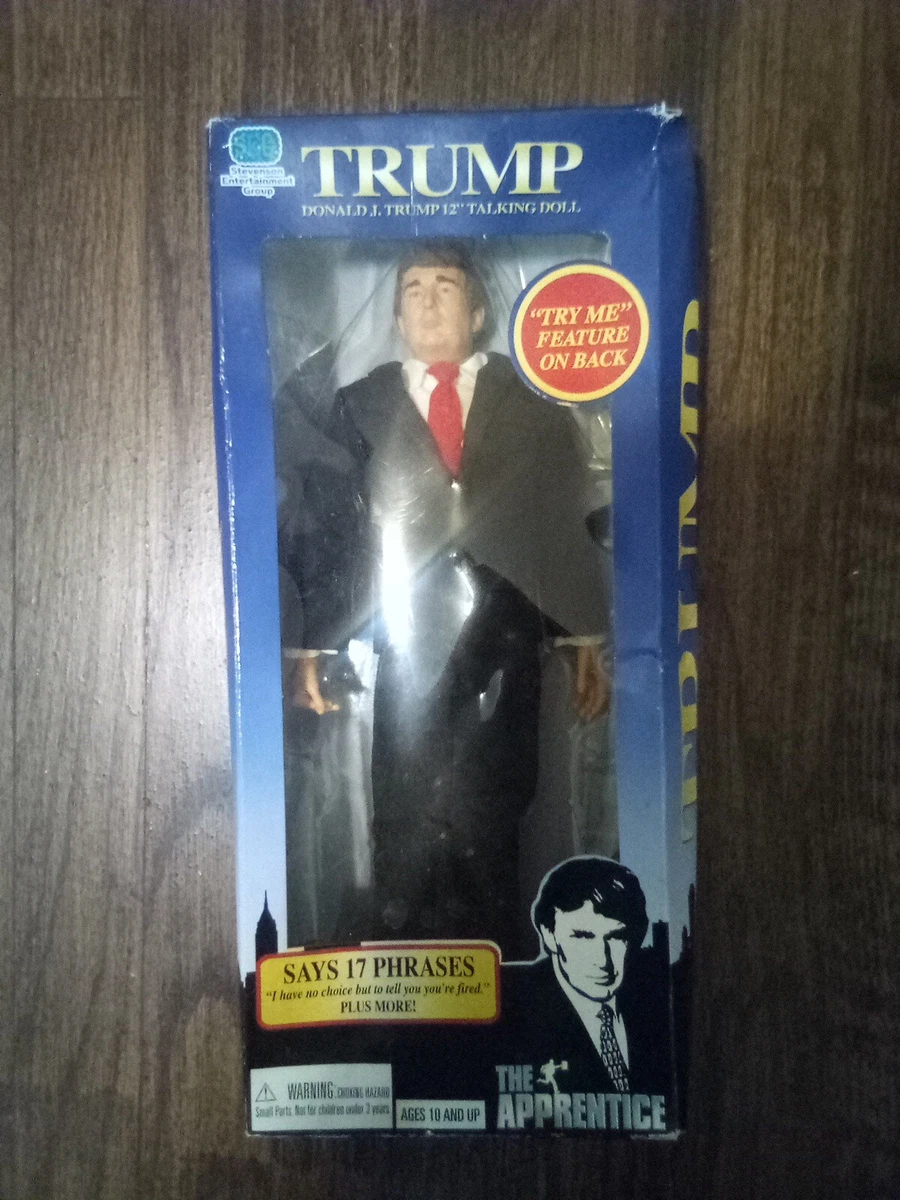 SEG
Stevenson
Entertainment
Group
TRUMP
DONALD J. TRUMP 12" TALKING DOLL
"TRY ME"
FEATURE
ON BACK
TRUMP
SAYS 17 PHRASES
"I have no choice but to tell you you're fired."
PLUS MORE!
WARNING: CHOKING HAZARD
Small Parts. Not for children under 3 years.
AGES 10 AND UP
THE
APPRENTICE